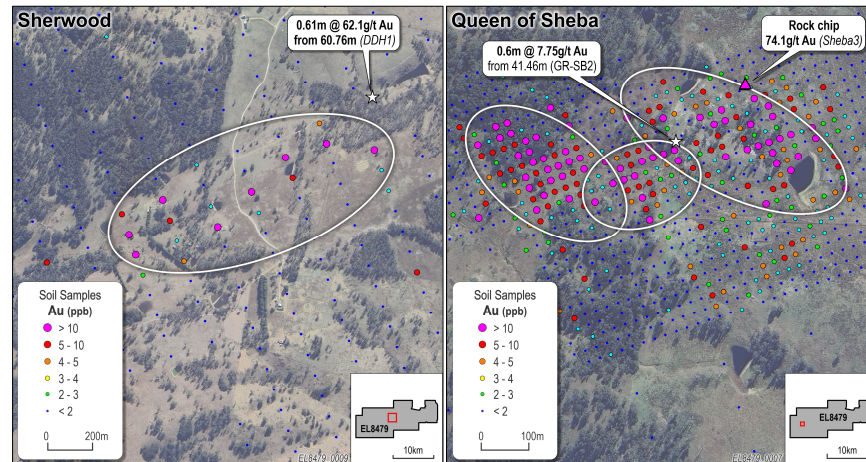 Sherwood
0.61m @ 62.1g/t Au
from 60.76m (DDH1)
Soil Samples
Au (ppb)
> 10
5 - 10
4 - 5
3 - 4
2 - 3
< 2
0
200m
EL8479
10km
EL8479_0009
Queen of Sheba
0.6m @ 7.75g/t Au
from 41.46m (GR-SB2)
Rock chip
74.1g/t Au (Sheba3)
Soil Samples
Au (ppb)
> 10
5 - 10
4 - 5
3 - 4
2 - 3
< 2
0
100m
EL8479
10km
EL8479_0007